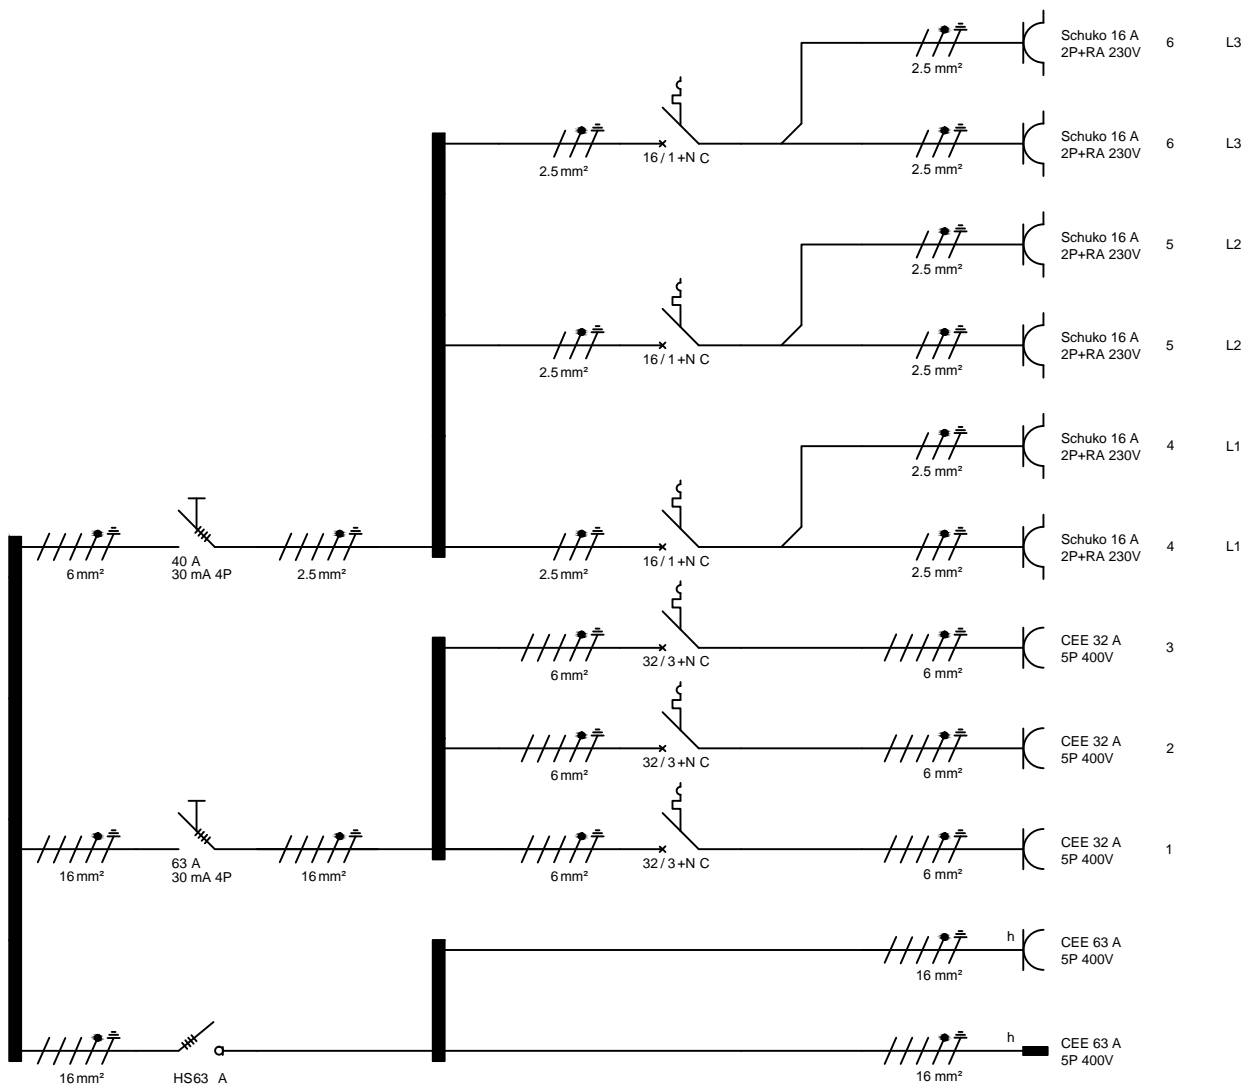 Schuko 16 A 6 L3
2P+RA 230V
2.5 mm²
Schuko 16 A 6 L3
2P+RA 230V
2.5 mm² 16 / 1 +N C 2.5 mm²
Schuko 16 A 5 L2
2P+RA 230V
2.5 mm²
Schuko 16 A 5 L2
2P+RA 230V
2.5 mm² 16 / 1 +N C 2.5 mm²
Schuko 16 A 4 L1
2P+RA 230V
2.5 mm²
Schuko 16 A 4 L1
2P+RA 230V
40 A
6 mm² 30 mA 4P 2.5 mm² 2.5 mm² 16 / 1 +N C 2.5 mm²
CEE 32 A 3
5P 400V
6 mm² 32 / 3 +N C 6 mm²
CEE 32 A 2
5P 400V
6 mm² 32 / 3 +N C 6 mm²
CEE 32 A 1
5P 400V
63 A
16 mm² 30 mA 4P 16 mm² 6 mm² 32 / 3 +N C 6 mm²
h CEE 63 A
5P 400V
16 mm²
h CEE 63 A
5P 400V
16 mm² HS63 A 16 mm²